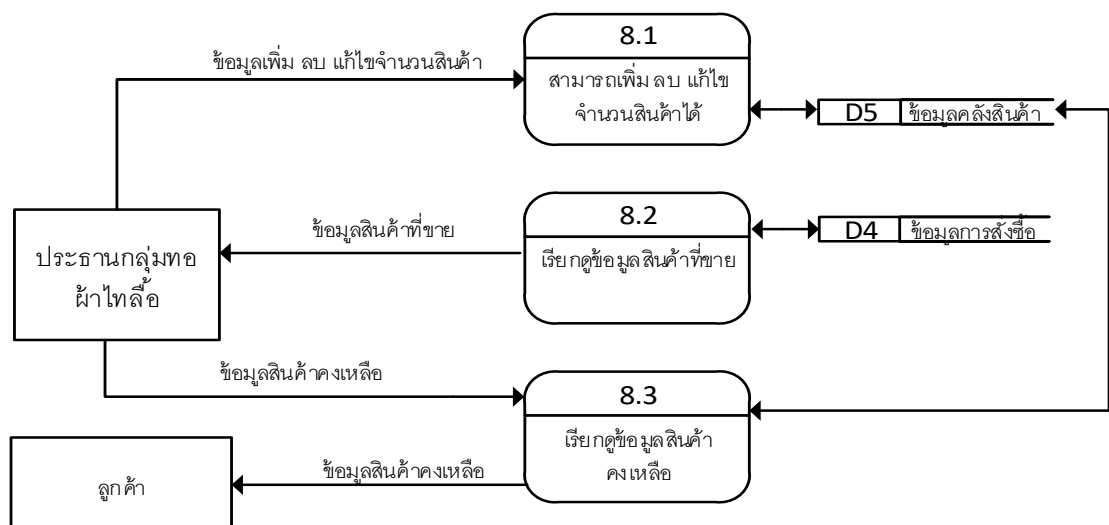 8.1
ข้อมูลเพิ่ม ลบ แก้ไขจำนวนสินค้า
สามารถเพิ่ม ลบ แก้ไข
จำนวนสินค้าได้
D5 ข้อมูลคลังสินค้า
8.2
ข้อมูลสินค้าที่ขาย
D4 ข้อมูลการสั่งซื้อ
ประธานกลุ่มทอ
ผ้าไทลื้อ
เรียกดูข้อมูลสินค้าที่ขาย
ข้อมูลสินค้าคงเหลือ
8.3
เรียกดูข้อมูลสินค้า
คงเหลือ
ข้อมูลสินค้าคงเหลือ
ลูกค้า